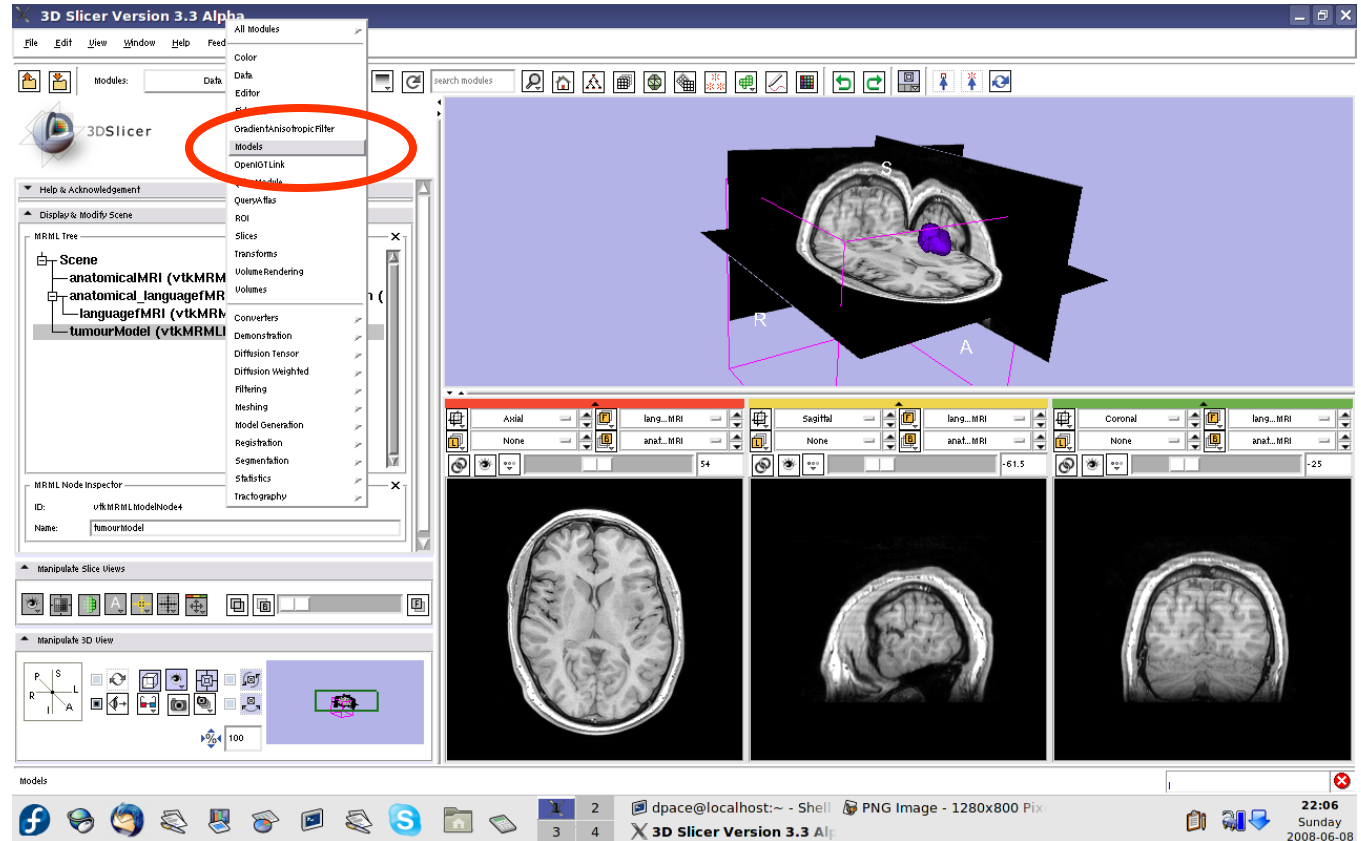 3D Slicer Version 3.3 Alpha
File Edit View Window Help Feed
Modules: Data search modules
3DSlicer
All Modules
Color
Data
Editor
GradientAnisotropicFilter
Models
OpenIGTLink
QueryAtlas
ROI
Slices
Transforms
VolumeRendering
Volumes
Converters
Demonstration
Diffusion Tensor
Diffusion Weighted
Filtering
Meshing
Model Generation
Registration
Segmentation
Statistics
Tractography
Help & Acknowledgement
Display & Modify Scene
MRML Tree
Scene
anatomicalMRI (vtkMRM
anatomical_languagefMR n (
languagefMRI (vtkMRM
tumourModel (vtkMRMLI
MRML Node Inspector
ID: vtkMRMLModelNode4
Name: tumourModel
Manipulate Slice Views
Manipulate 3D View
P S
R L
I A
100
S
R
A
Axial F lang...MRI
L None B anat...MRI
54
Sagittal F lang...MRI
L None B anat...MRI
-61.5
Coronal F lang...MRI
L None B anat...MRI
-25
Models
1 2
3 4
dpace@localhost:~ - Shell
PNG Image - 1280x800 Pix
3D Slicer Version 3.3 Alp
22:06
Sunday
2008-06-08